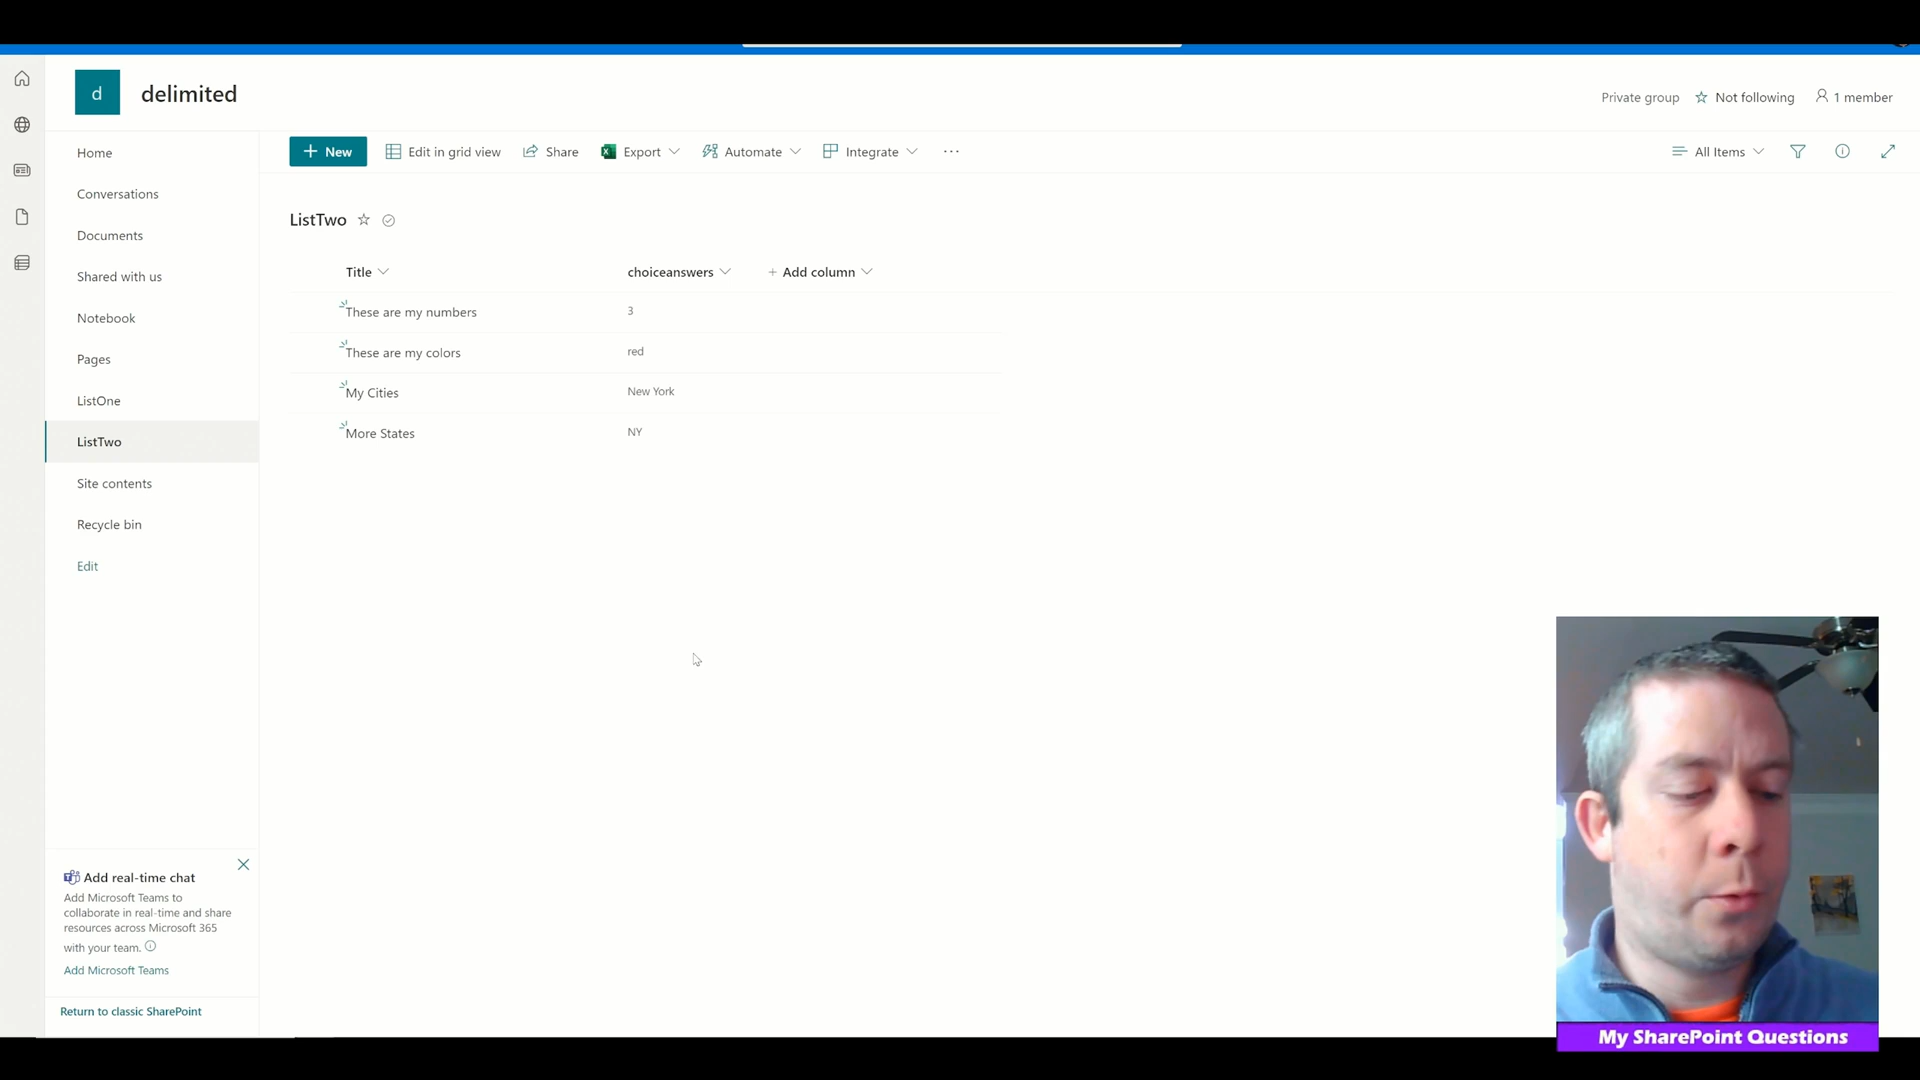 d
delimited
Private group
Not following
1 member
Home
Conversations
Documents
Shared with us
Notebook
Pages
ListOne
ListTwo
Site contents
Recycle bin
Edit
New
Edit in grid view
Share
Export
Automate
Integrate
All Items
ListTwo
Title
choiceanswers
Add column
These are my numbers
3
These are my colors
red
My Cities
New York
More States
NY
Add real-time chat
Add Microsoft Teams to
collaborate in real-time and share
resources across Microsoft 365
with your team.
Add Microsoft Teams
Return to classic SharePoint
My SharePoint Questions